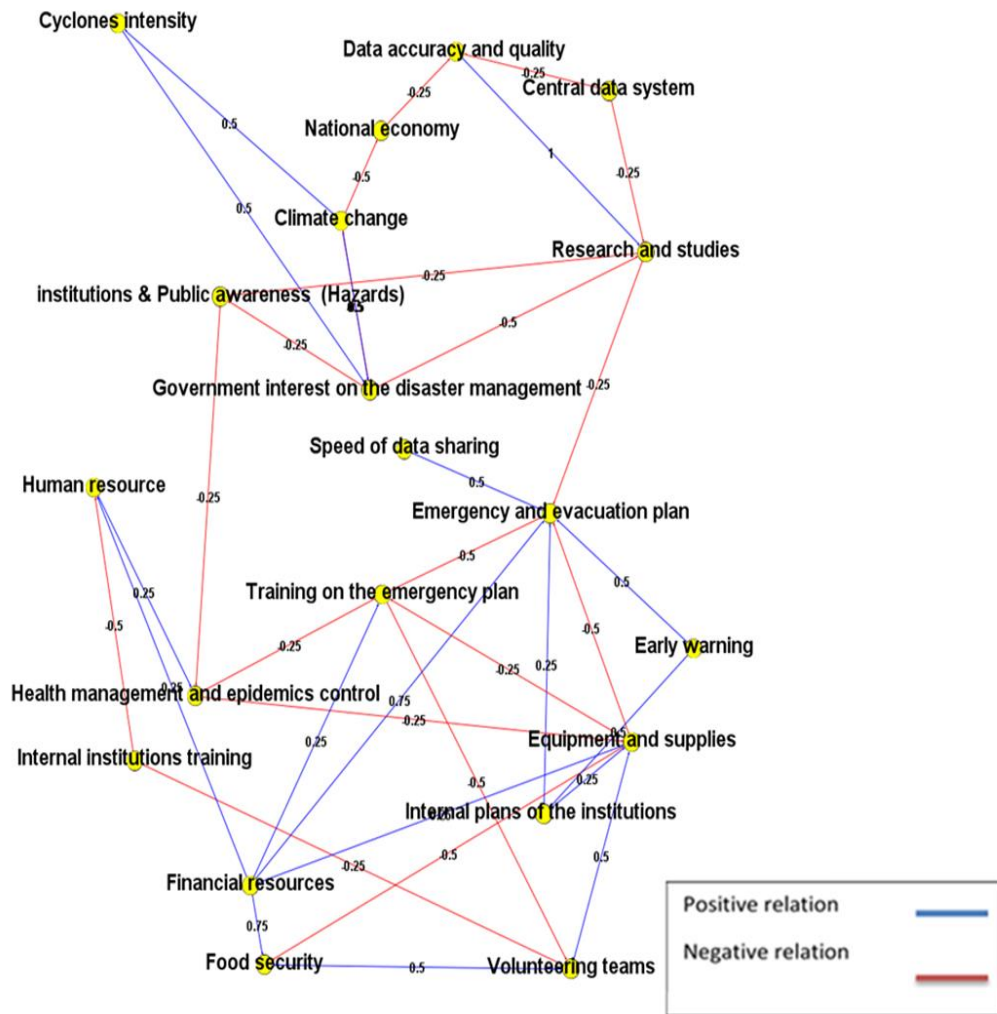 Cyclones intensity
Data accuracy and quality
-0.25
Central data system
-0.25
National economy
0.5
1
-0.5
-0.25
0.5
Climate change
Research and studies
-0.25
institutions & Public awareness (Hazards)
-0.5
-0.25
Government interest on the disaster management
-0.25
Speed of data sharing
0.5
Human resource
-0.25
Emergency and evacuation plan
-0.5
0.5
0.25
Training on the emergency plan
-0.5
-0.5
Early warning
-0.25
0.25
-0.25
Health management and epidemics control
0.25
0.75
-0.25
0.5
0.25
Equipment and supplies
Internal institutions training
-0.5
0.25
Internal plans of the institutions
0.25
-0.5
0.5
-0.25
Financial resources
0.75
Food security
0.5
Volunteering teams
Positive relation
Negative relation